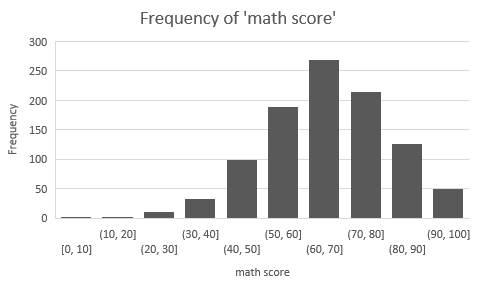 Frequency of 'math score'
300
250
200
150
100
50
0
Frequency
(10, 20] (30, 40] (50, 60] (70, 80] (90, 100]
[0, 10] (20, 30] (40, 50] (60, 70] (80, 90]
math score